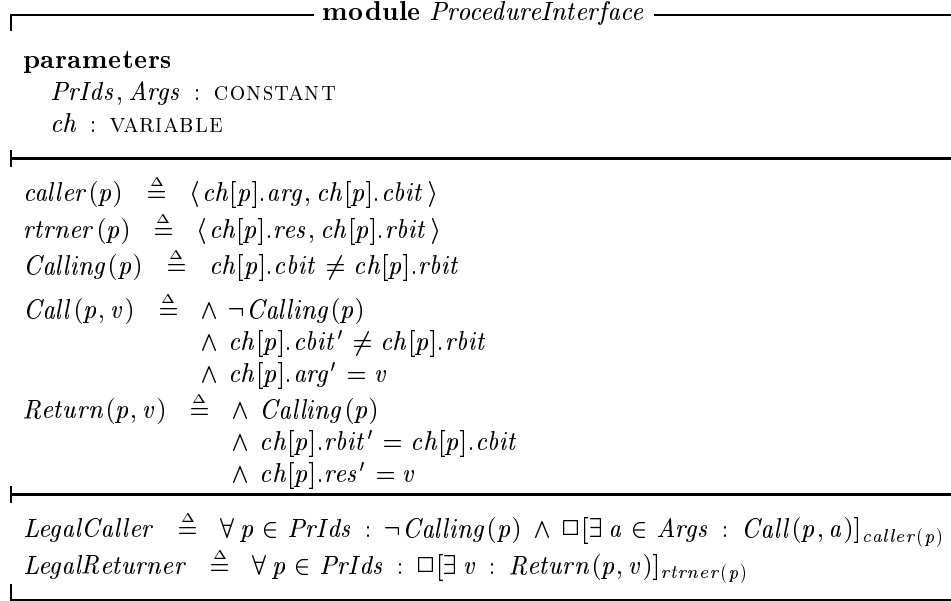 module ProcedureInterface
parameters
PrIds, Args : CONSTANT
ch : VARIABLE
caller(p) ≜ ⟨ ch[p].arg, ch[p].cbit ⟩
rtrner(p) ≜ ⟨ ch[p].res, ch[p].rbit ⟩
Calling(p) ≜ ch[p].cbit ≠ ch[p].rbit
Call(p, v) ≜ ∧ ¬ Calling(p)
∧ ch[p].cbit′ ≠ ch[p].rbit
∧ ch[p].arg′ = v
Return(p, v) ≜ ∧ Calling(p)
∧ ch[p].rbit′ = ch[p].cbit
∧ ch[p].res′ = v
LegalCaller ≜ ∀ p ∈ PrIds : ¬ Calling(p) ∧ □[∃ a ∈ Args : Call(p, a)]_caller(p)
LegalReturner ≜ ∀ p ∈ PrIds : □[∃ v : Return(p, v)]_rtrner(p)